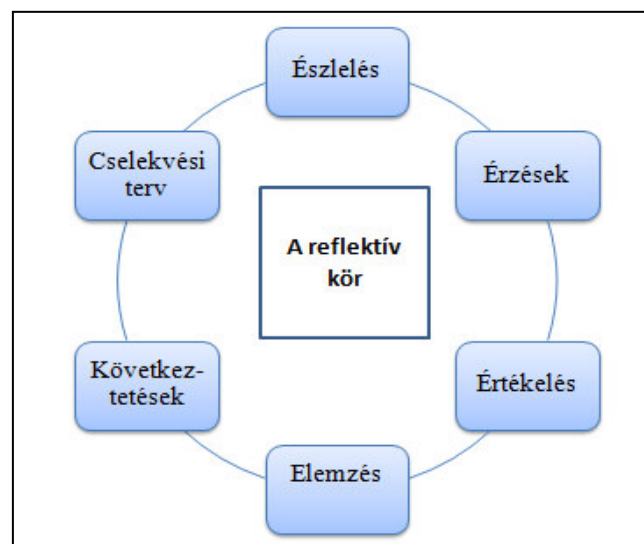 Észlelés
Érzések
Értékelés
Elemzés
Következ-
tetések
Cselekvési
terv
A reflektív
kör